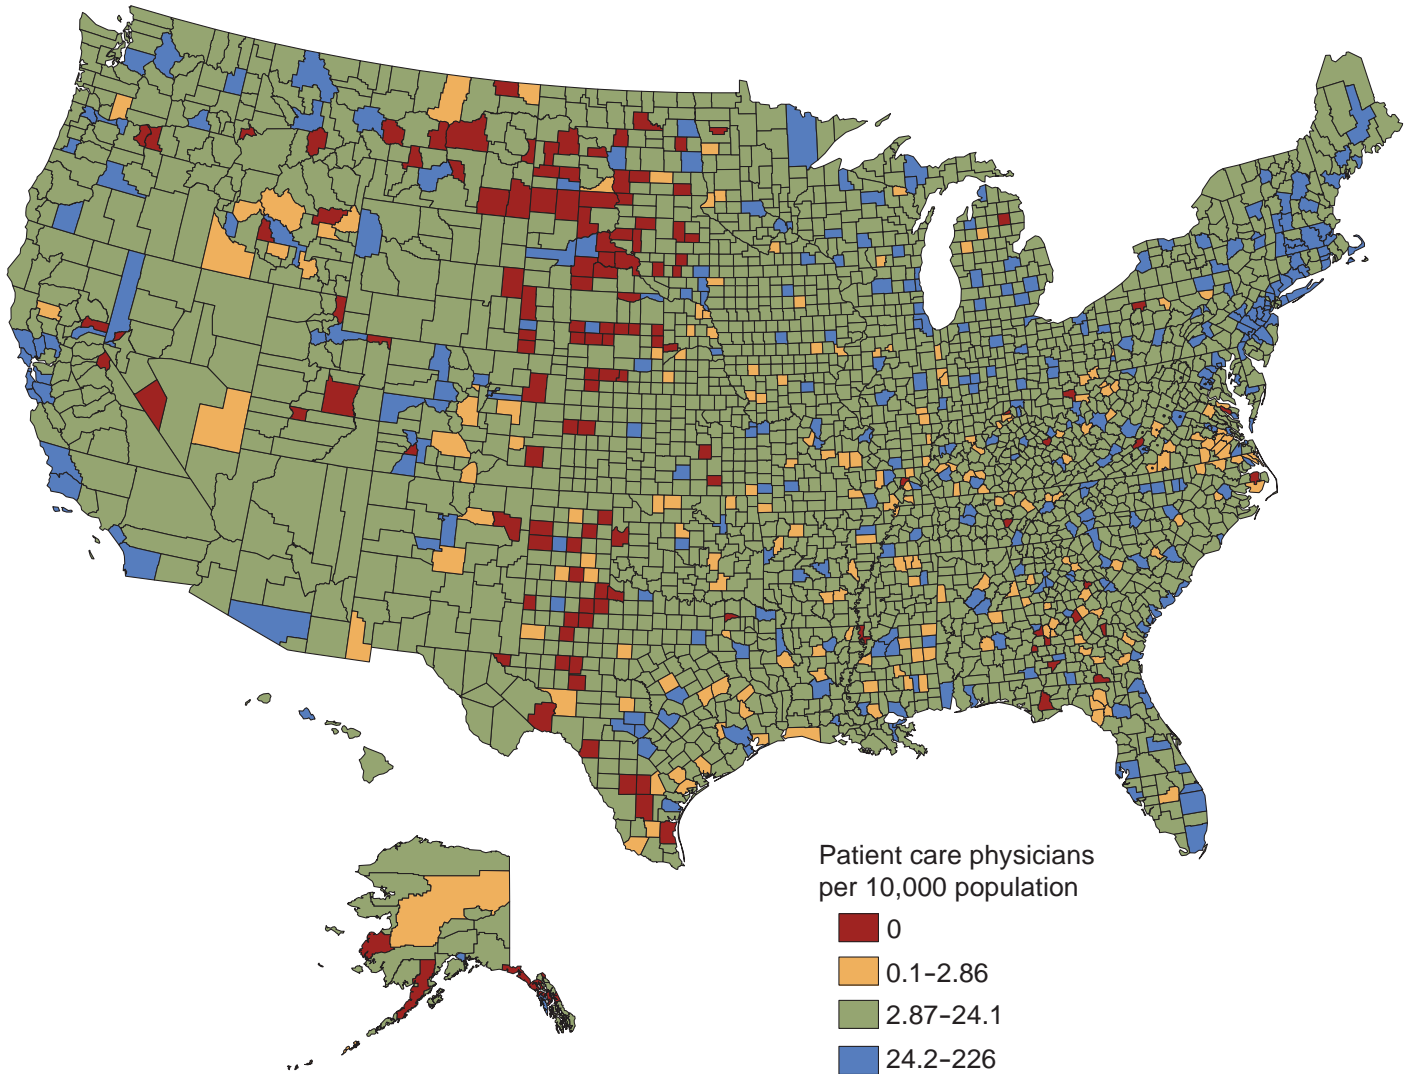 Patient care physicians
per 10,000 population
0
0.1–2.86
2.87–24.1
24.2–226